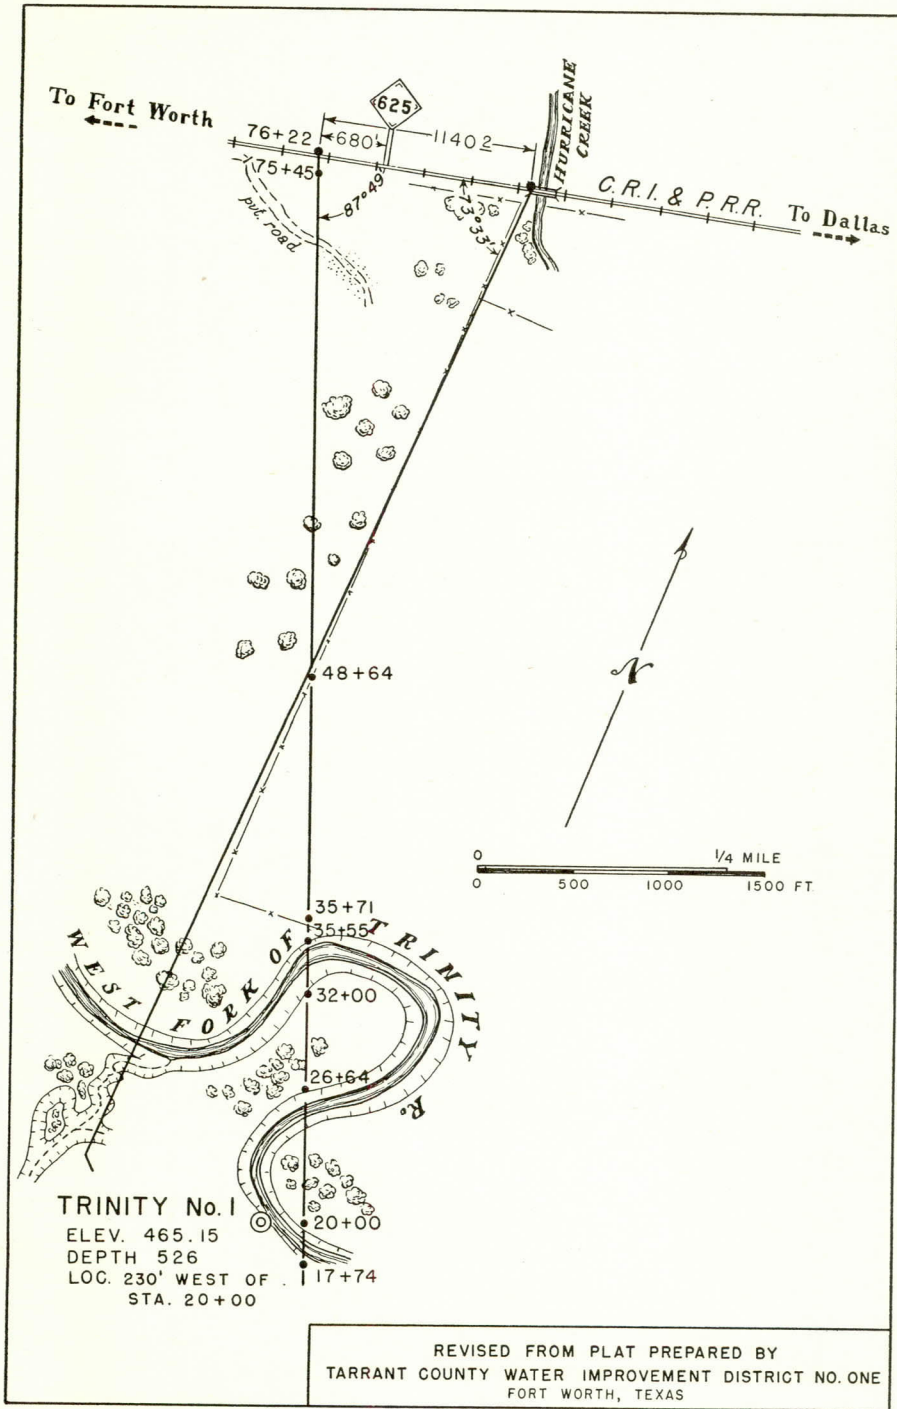 HURRICANE
CREEK
625
To Fort Worth
76+22
680'
1140 2
75+45
87°49'
73°33'
C.R.I. & P. R.R.
To Dallas
pvt. road
48+64
N
0 1/4 MILE
0 500 1000 1500 FT.
35+71
35+55
WEST FORK OF TRINITY R.
32+00
26+64
TRINITY No. 1
ELEV. 465.15
DEPTH 526
LOC. 230' WEST OF
STA. 20+00
20+00
17+74
REVISED FROM PLAT PREPARED BY
TARRANT COUNTY WATER IMPROVEMENT DISTRICT NO. ONE
FORT WORTH, TEXAS